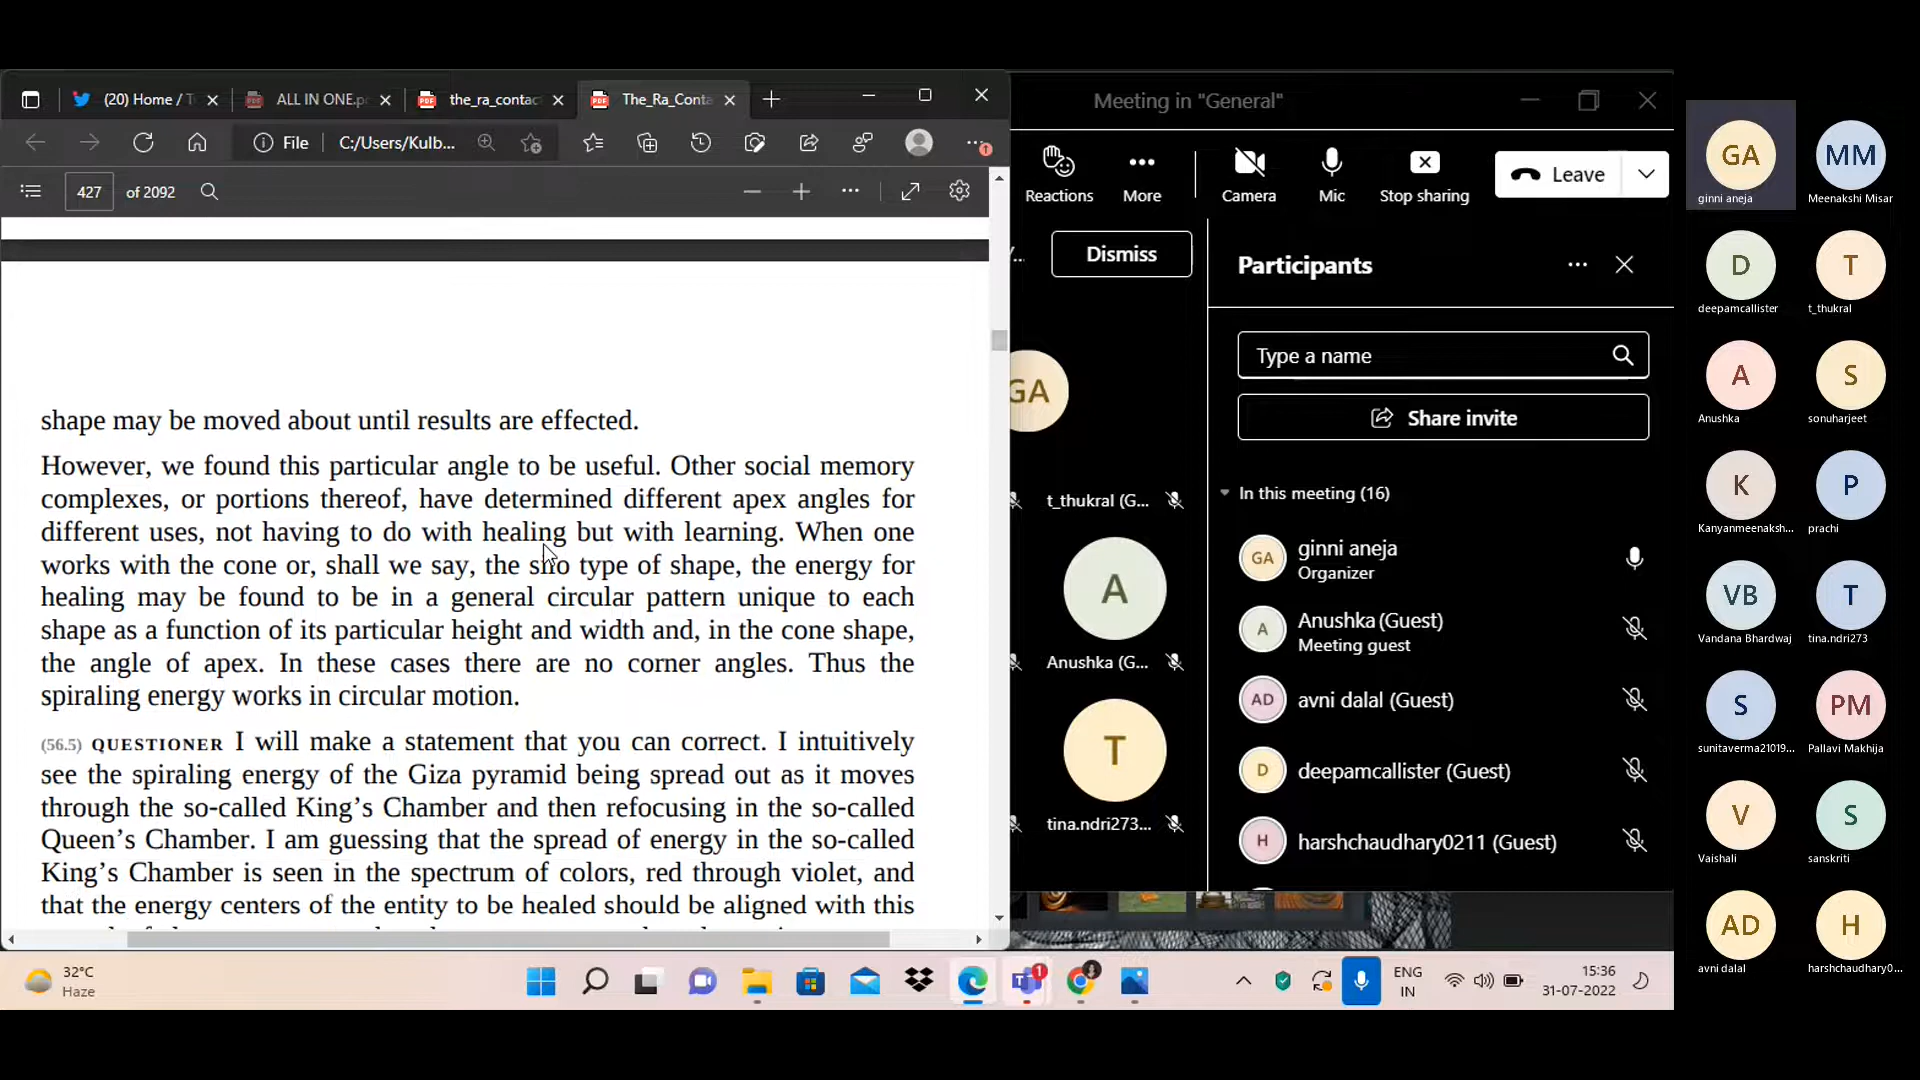 (20) Home / T
ALL IN ONE.p
the_ra_contac
The_Ra_Conta
File
C:/Users/Kulb...
427
of 2092
shape may be moved about until results are effected.
However, we found this particular angle to be useful. Other social memory
complexes, or portions thereof, have determined different apex angles for
different uses, not having to do with healing but with learning. When one
works with the cone or, shall we say, the silo type of shape, the energy for
healing may be found to be in a general circular pattern unique to each
shape as a function of its particular height and width and, in the cone shape,
the angle of apex. In these cases there are no corner angles. Thus the
spiraling energy works in circular motion.
(56.5) QUESTIONER I will make a statement that you can correct. I intuitively
see the spiraling energy of the Giza pyramid being spread out as it moves
through the so-called King's Chamber and then refocusing in the so-called
Queen's Chamber. I am guessing that the spread of energy in the so-called
King's Chamber is seen in the spectrum of colors, red through violet, and
that the energy centers of the entity to be healed should be aligned with this
Meeting in "General"
Reactions
More
Camera
Mic
Stop sharing
Leave
Dismiss
GA
t_thukral (G...
A
Anushka (G...
T
tina.ndri273...
Participants
Type a name
Share invite
In this meeting (16)
GA
ginni aneja
Organizer
A
Anushka (Guest)
Meeting guest
AD
avni dalal (Guest)
D
deepamcallister (Guest)
H
harshchaudhary0211 (Guest)
GA
ginni aneja
MM
Meenakshi Misar
D
deepamcallister
T
t_thukral
A
Anushka
S
sonuharjeet
K
Kanyanmeenaksh...
P
prachi
VB
Vandana Bhardwaj
T
tina.ndri273
S
sunitaverma21019...
PM
Pallavi Makhija
V
Vaishali
S
sanskriti
AD
avni dalal
H
harshchaudhary0...
32°C
Haze
1
ENG
IN
15:36
31-07-2022